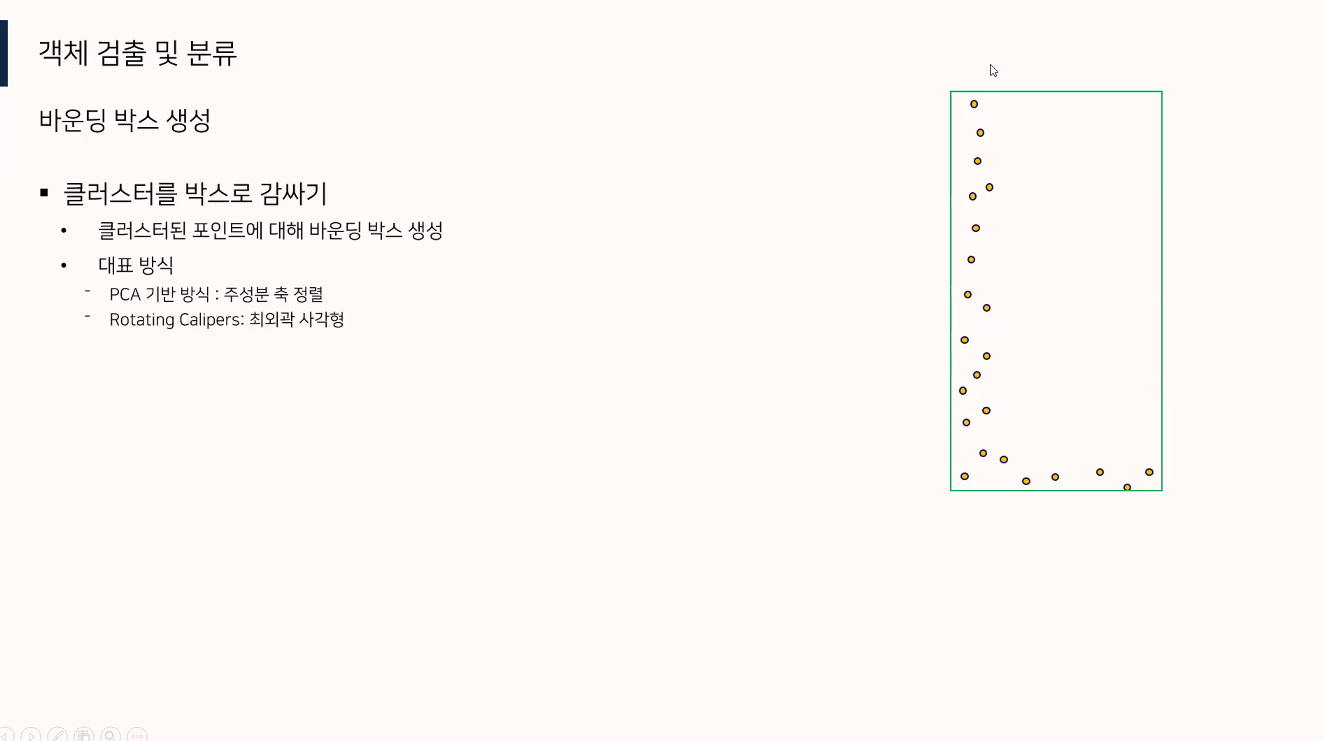 객체 검출 및 분류
바운딩 박스 생성
▪ 클러스터를 박스로 감싸기
• 클러스터된 포인트에 대해 바운딩 박스 생성
• 대표 방식
- PCA 기반 방식 : 주성분 축 정렬
- Rotating Calipers: 최외곽 사각형